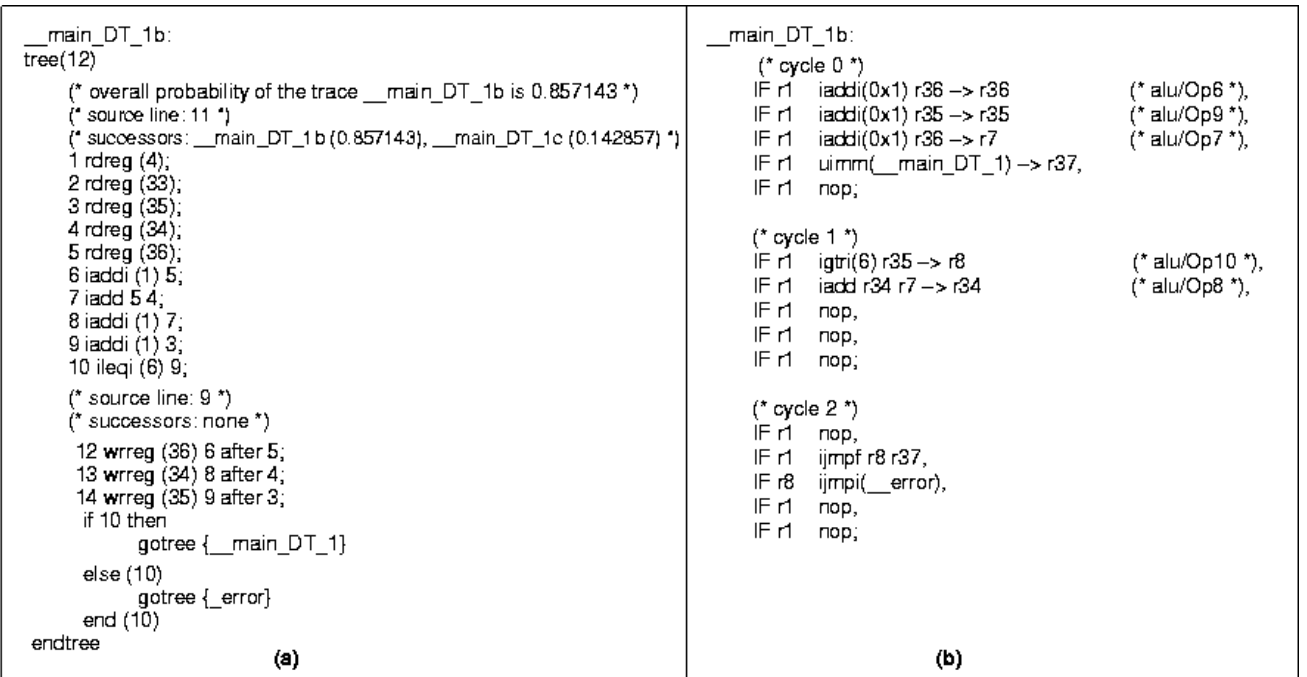 __main_DT_1b:
tree(12)
(* overall probability of the trace __main_DT_1b is 0.857143 *)
(* source line: 11 *)
(* successors: __main_DT_1b (0.857143), __main_DT_1c (0.142857) *)
1 rdreg (4);
2 rdreg (33);
3 rdreg (35);
4 rdreg (34);
5 rdreg (36);
6 iaddi (1) 5;
7 iadd 5 4;
8 iaddi (1) 7;
9 iaddi (1) 3;
10 ileqi (6) 9;
(* source line: 9 *)
(* successors: none *)
12 wrreg (36) 6 after 5;
13 wrreg (34) 8 after 4;
14 wrreg (35) 9 after 3;
if 10 then
gotree {__main_DT_1}
else (10)
gotree {_error}
end (10)
endtree
(a)
__main_DT_1b:
(* cycle 0 *)
IF r1 iaddi(0x1) r36 -> r36 (* alu/Op6 *),
IF r1 iaddi(0x1) r35 -> r35 (* alu/Op9 *),
IF r1 iaddi(0x1) r36 -> r7 (* alu/Op7 *),
IF r1 uimm(__main_DT_1) -> r37,
IF r1 nop;
(* cycle 1 *)
IF r1 igtri(6) r35 -> r8 (* alu/Op10 *),
IF r1 iadd r34 r7 -> r34 (* alu/Op8 *),
IF r1 nop,
IF r1 nop,
IF r1 nop;
(* cycle 2 *)
IF r1 nop,
IF r1 ijmpf r8 r37,
IF r8 ijmpi(__error),
IF r1 nop,
IF r1 nop;
(b)